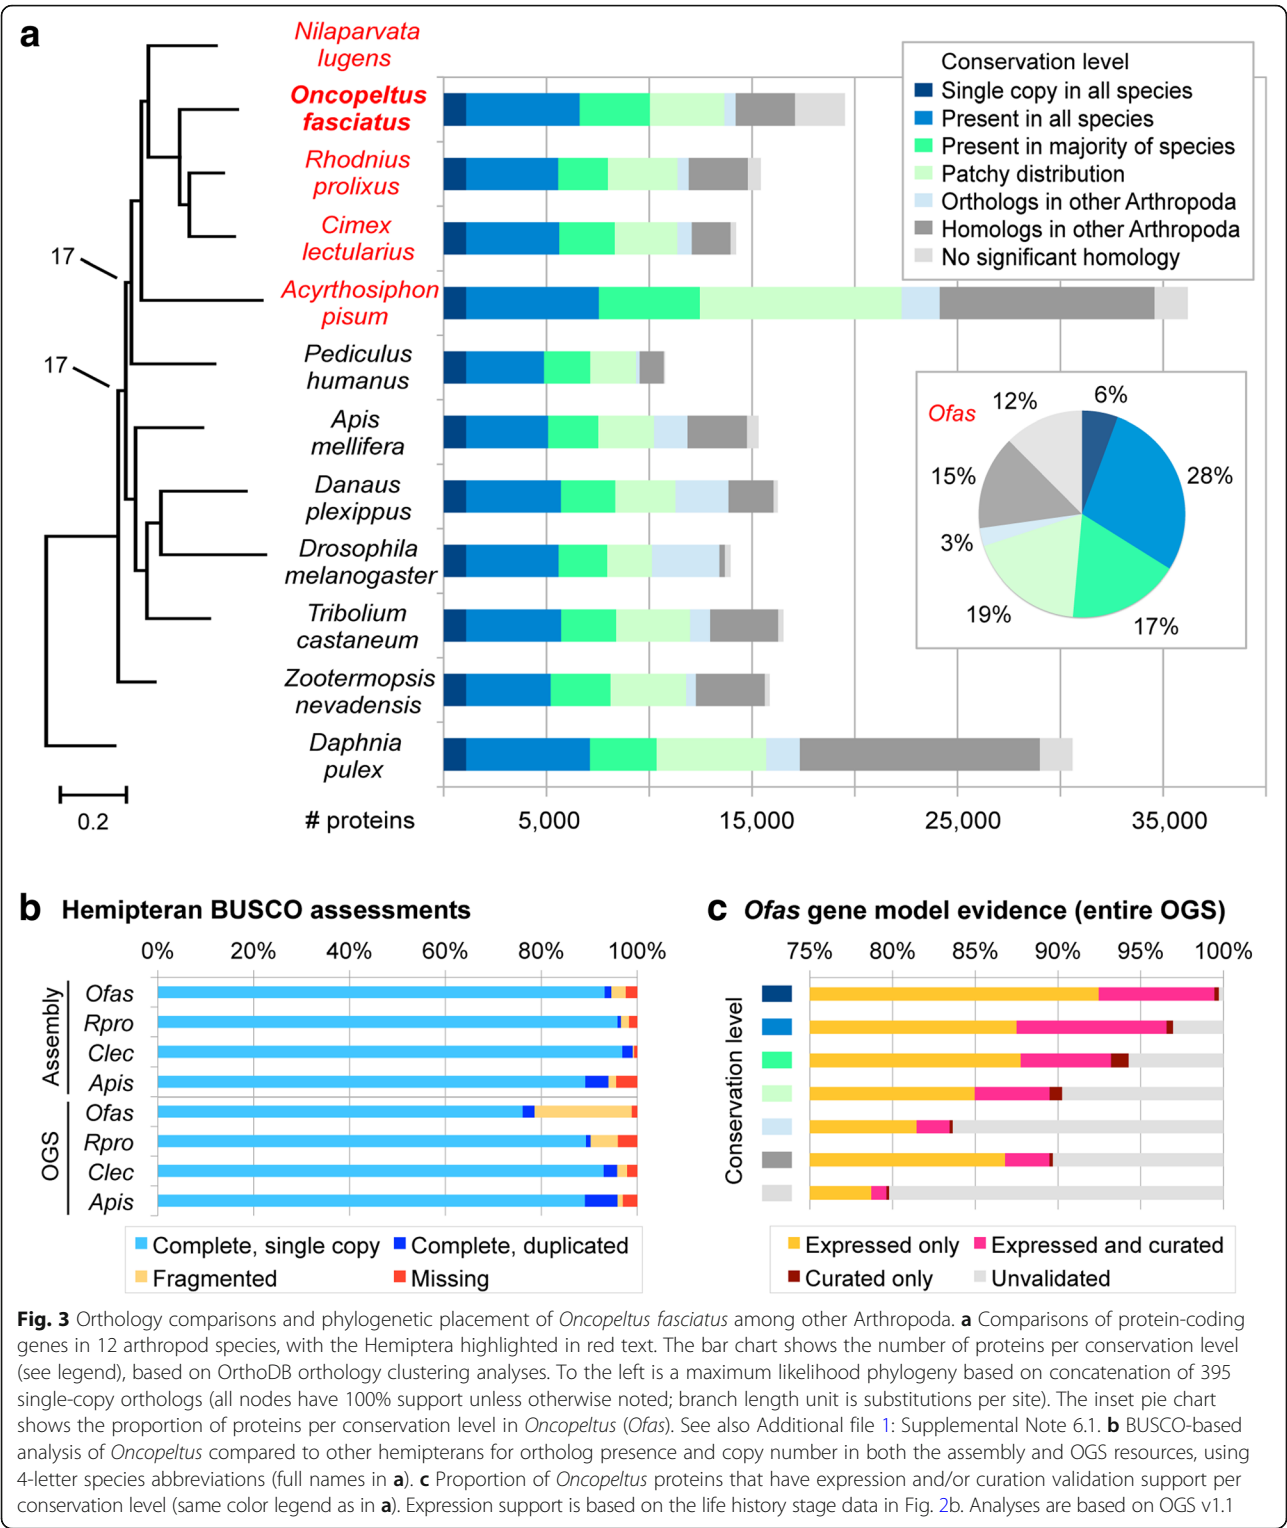 a
Nilaparvata
lugens
Oncopeltus
fasciatus
Rhodnius
prolixus
Cimex
lectularius
Acyrthosiphon
pisum
Pediculus
humanus
Apis
mellifera
Danaus
plexippus
Drosophila
melanogaster
Tribolium
castaneum
Zootermopsis
nevadensis
Daphnia
pulex
17
17
0.2
# proteins
5,000
15,000
25,000
35,000
Conservation level
Single copy in all species
Present in all species
Present in majority of species
Patchy distribution
Orthologs in other Arthropoda
Homologs in other Arthropoda
No significant homology
Ofas
12%
6%
15%
28%
3%
19%
17%
b Hemipteran BUSCO assessments
0% 20% 40% 60% 80% 100%
Assembly
Ofas
Rpro
Clec
Apis
OGS
Ofas
Rpro
Clec
Apis
Complete, single copy
Complete, duplicated
Fragmented
Missing
c Ofas gene model evidence (entire OGS)
75% 80% 85% 90% 95% 100%
Conservation level
Expressed only
Expressed and curated
Curated only
Unvalidated
Fig. 3 Orthology comparisons and phylogenetic placement of Oncopeltus fasciatus among other Arthropoda. a Comparisons of protein-coding
genes in 12 arthropod species, with the Hemiptera highlighted in red text. The bar chart shows the number of proteins per conservation level
(see legend), based on OrthoDB orthology clustering analyses. To the left is a maximum likelihood phylogeny based on concatenation of 395
single-copy orthologs (all nodes have 100% support unless otherwise noted; branch length unit is substitutions per site). The inset pie chart
shows the proportion of proteins per conservation level in Oncopeltus (Ofas). See also Additional file 1: Supplemental Note 6.1. b BUSCO-based
analysis of Oncopeltus compared to other hemipterans for ortholog presence and copy number in both the assembly and OGS resources, using
4-letter species abbreviations (full names in a). c Proportion of Oncopeltus proteins that have expression and/or curation validation support per
conservation level (same color legend as in a). Expression support is based on the life history stage data in Fig. 2b. Analyses are based on OGS v1.1